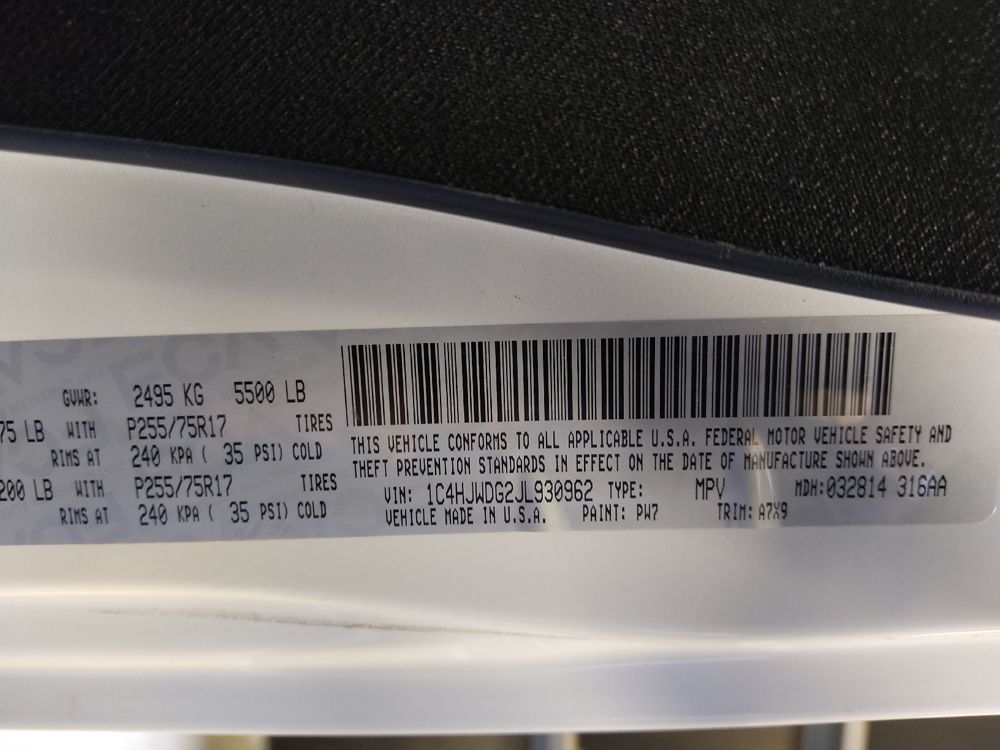 GVWR: 2495 KG 5500 LB
75 LB WITH P255/75R17 TIRES
RIMS AT 240 KPA ( 35 PSI) COLD
200 LB WITH P255/75R17 TIRES
RIMS AT 240 KPA ( 35 PSI) COLD
THIS VEHICLE CONFORMS TO ALL APPLICABLE U.S.A. FEDERAL MOTOR VEHICLE SAFETY AND
THEFT PREVENTION STANDARDS IN EFFECT ON THE DATE OF MANUFACTURE SHOWN ABOVE.
VIN: 1C4HJWDG2JL930962 TYPE: MPV MDH:032814 316AA
VEHICLE MADE IN U.S.A. PAINT: PW7 TRIM: A7X9